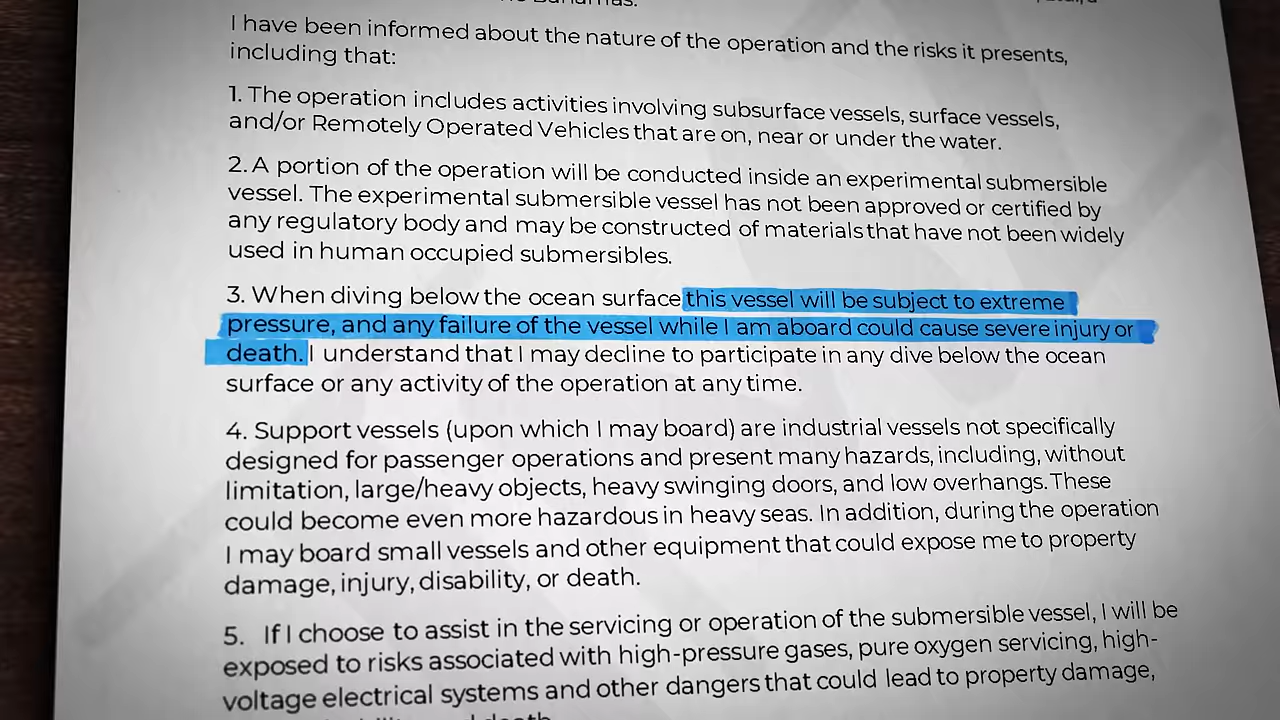 The Bahamas.
I have been informed about the nature of the operation and the risks it presents,
including that:
1. The operation includes activities involving subsurface vessels, surface vessels,
and/or Remotely Operated Vehicles that are on, near or under the water.
2. A portion of the operation will be conducted inside an experimental submersible
vessel. The experimental submersible vessel has not been approved or certified by
any regulatory body and may be constructed of materials that have not been widely
used in human occupied submersibles.
3. When diving below the ocean surface this vessel will be subject to extreme
pressure, and any failure of the vessel while I am aboard could cause severe injury or
death. I understand that I may decline to participate in any dive below the ocean
surface or any activity of the operation at any time.
4. Support vessels (upon which I may board) are industrial vessels not specifically
designed for passenger operations and present many hazards, including, without
limitation, large/heavy objects, heavy swinging doors, and low overhangs. These
could become even more hazardous in heavy seas. In addition, during the operation
I may board small vessels and other equipment that could expose me to property
damage, injury, disability, or death.
5. If I choose to assist in the servicing or operation of the submersible vessel, I will be
exposed to risks associated with high-pressure gases, pure oxygen servicing, high-
voltage electrical systems and other dangers that could lead to property damage,
death